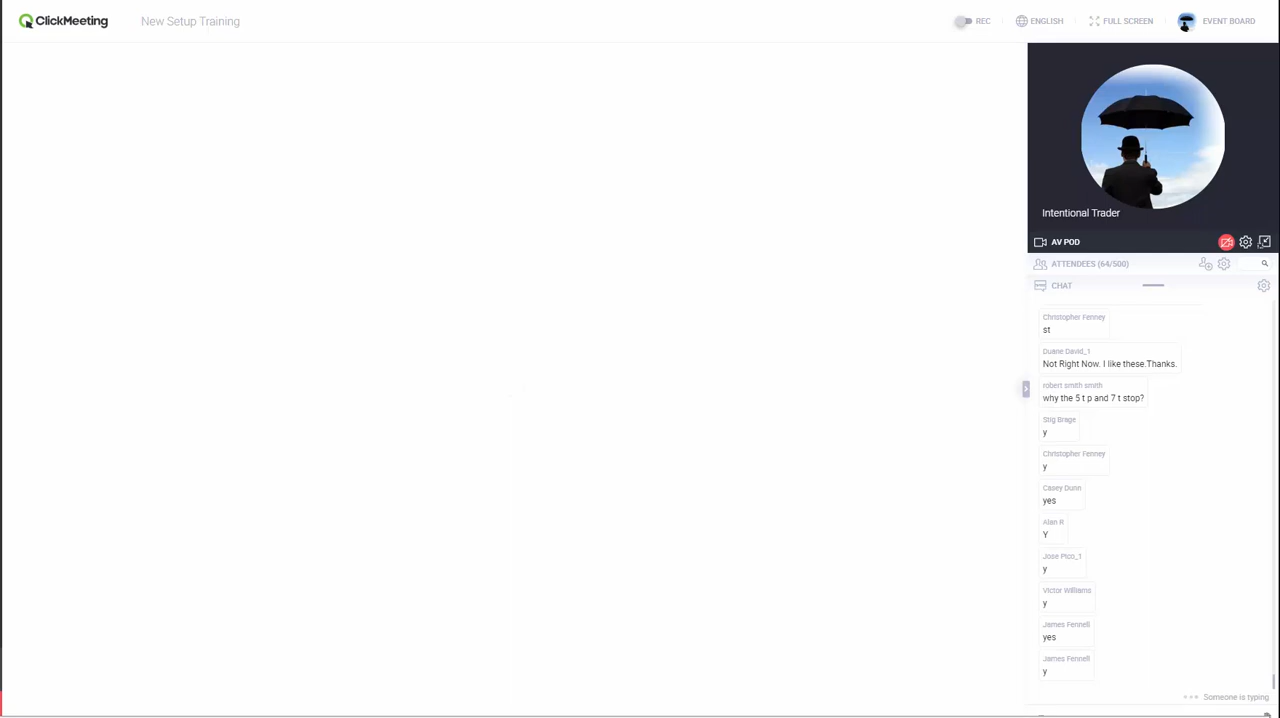 ClickMeeting
New Setup Training
REC
ENGLISH
FULL SCREEN
EVENT BOARD
Intentional Trader
AV POD
ATTENDEES (64/500)
CHAT
Christopher Fenney
st
Duane David_1
Not Right Now. I like these.Thanks.
robert smith smith
why the 5 t p and 7 t stop?
Stig Brage
y
Christopher Fenney
y
Casey Dunn
yes
Alan R
Y
Jose Pico_1
y
Victor Williams
y
James Fennell
yes
James Fennell
y
Someone is typing